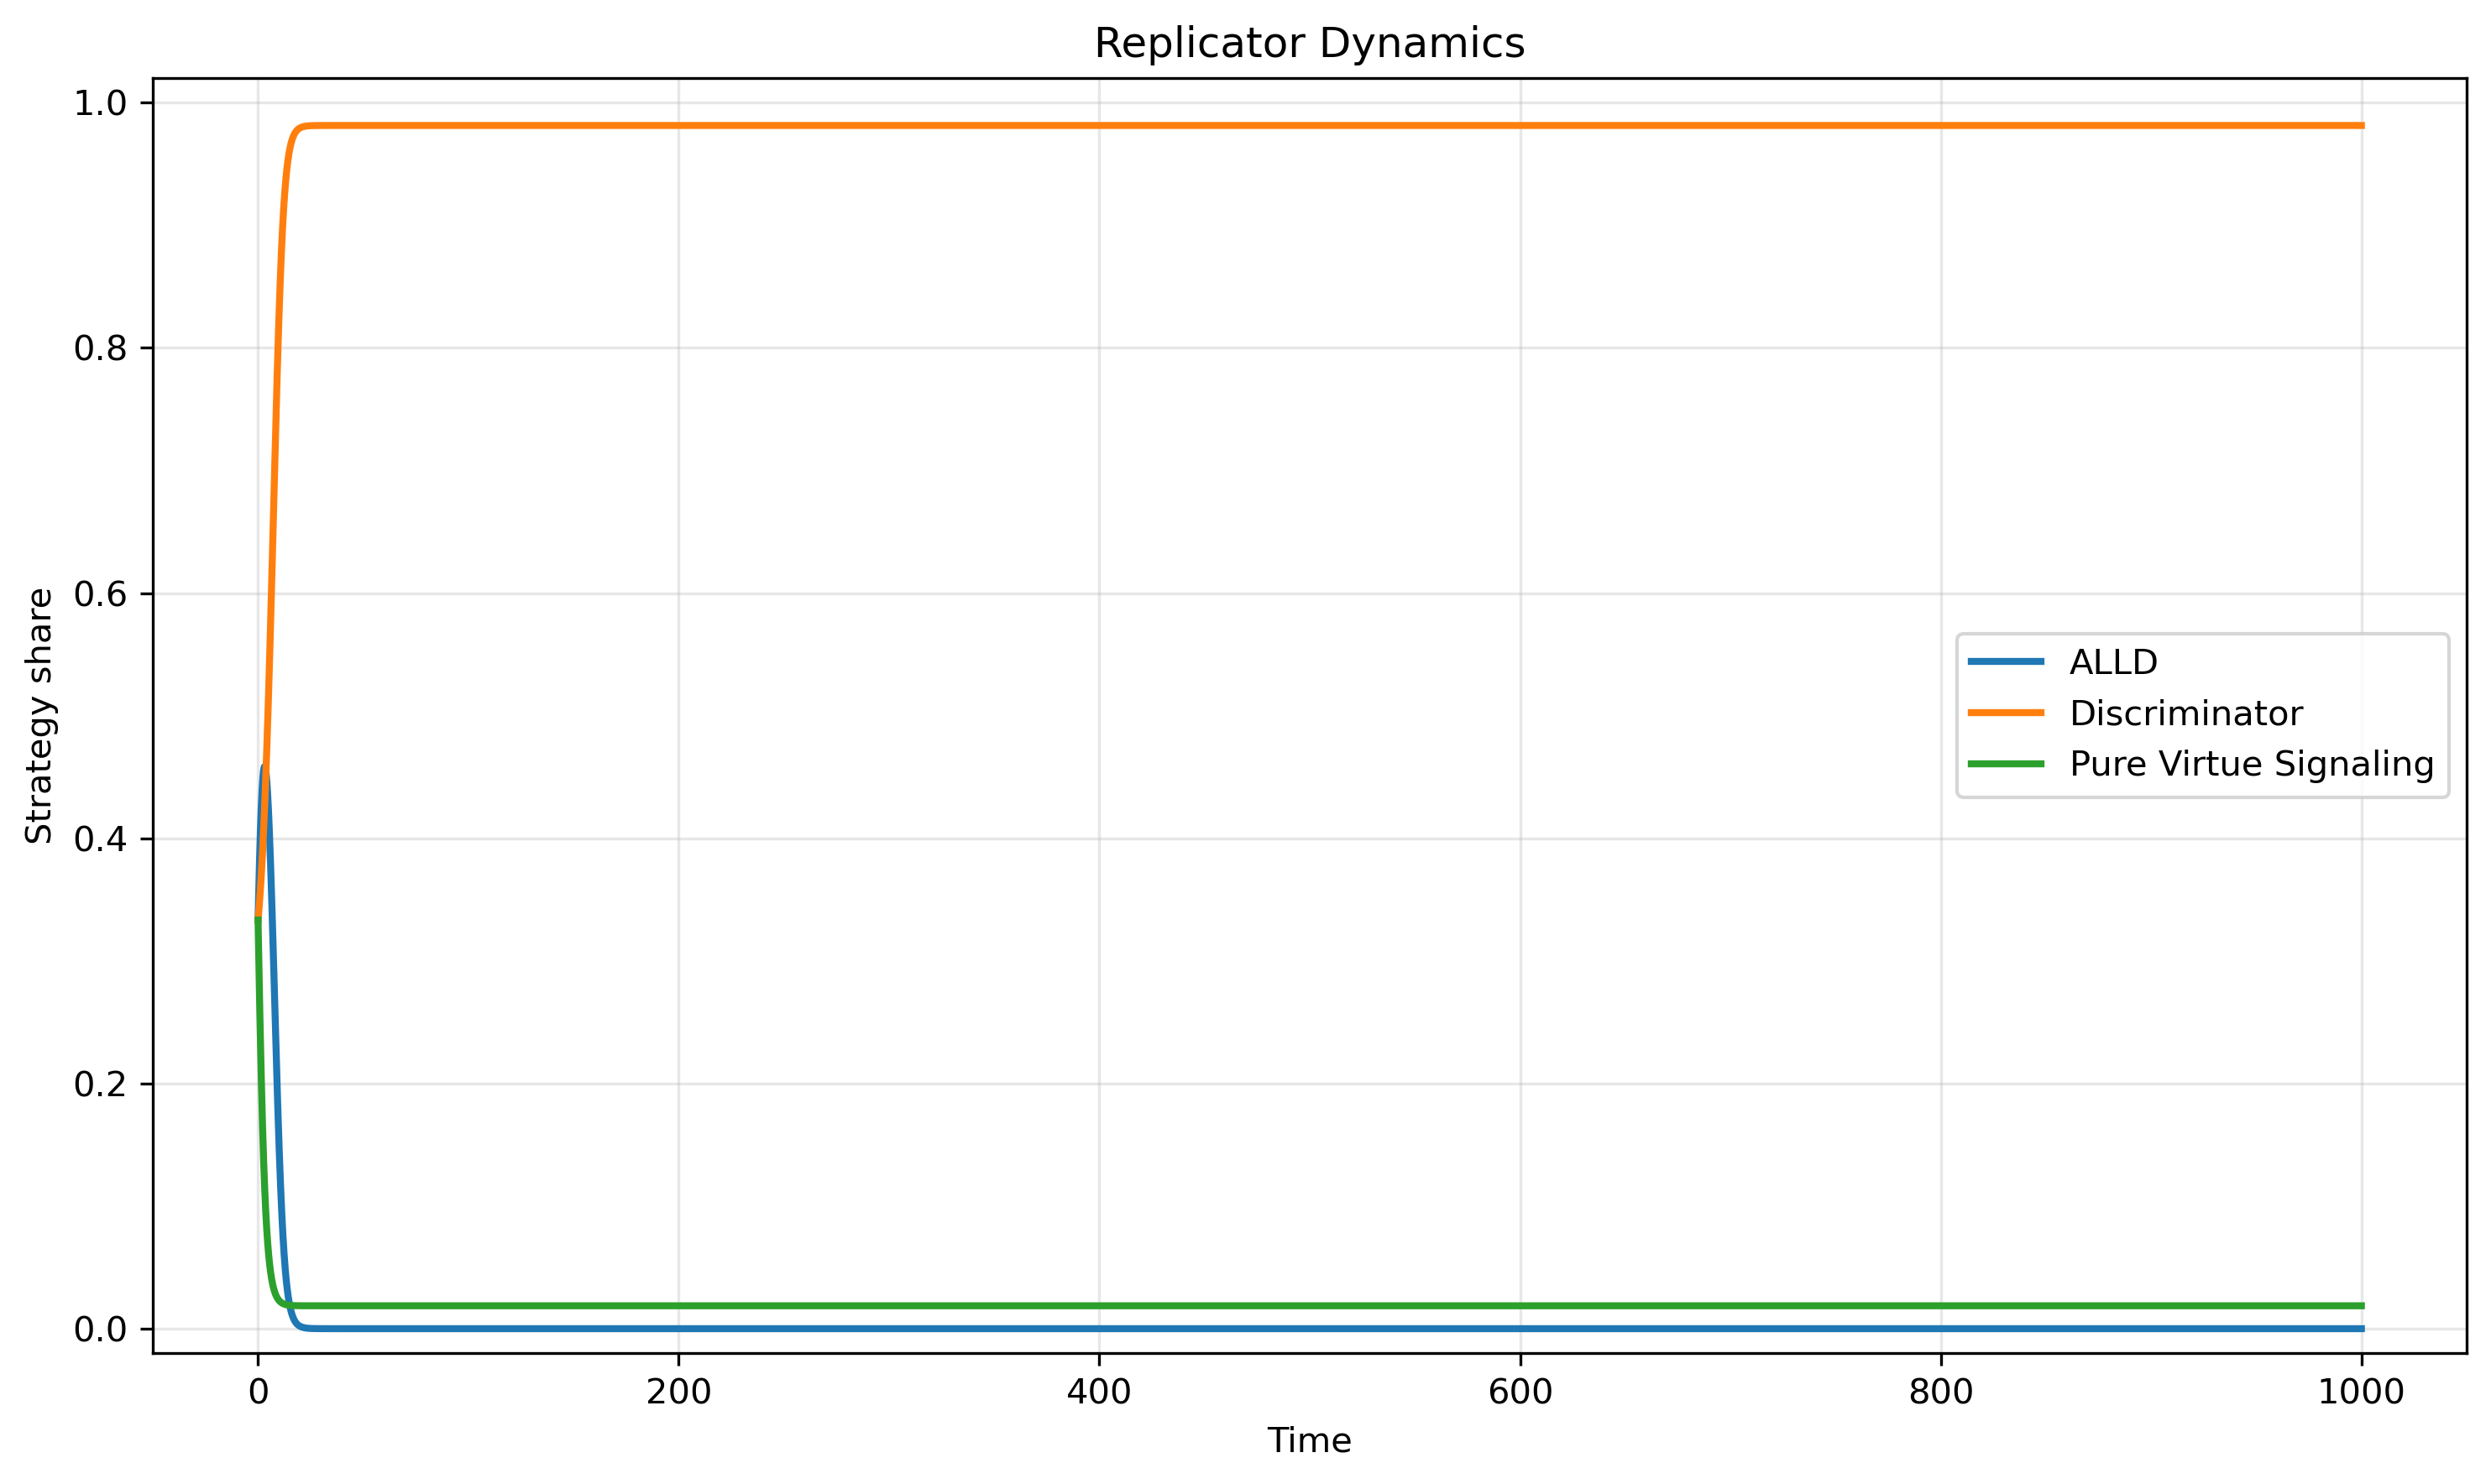 Replicator Dynamics
1.0
0.8
0.6
0.4
0.2
0.0
Strategy share
ALLD
Discriminator
Pure Virtue Signaling
0 200 400 600 800 1000
Time